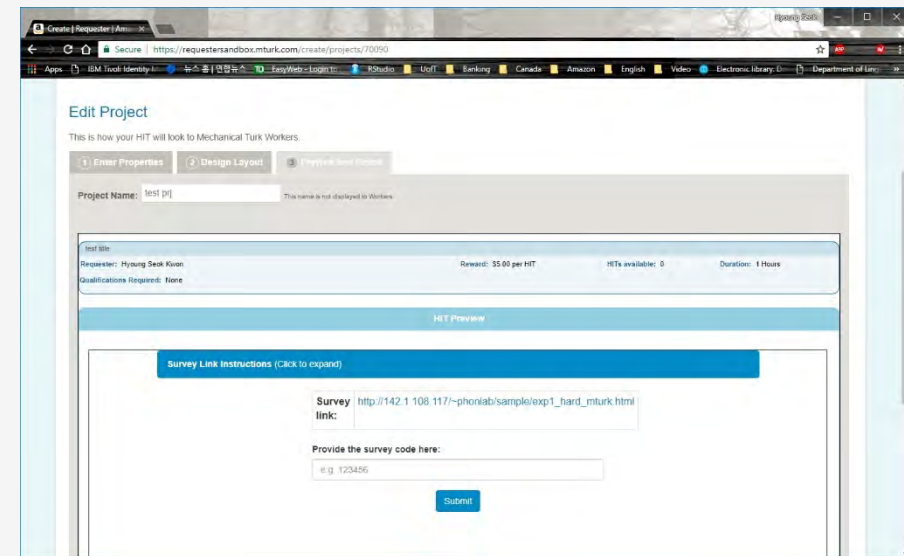 Hyoung Seok
Create | Requester | Am
Secure | https://requestersandbox.mturk.com/create/projects/70090
Apps IBM Tivoli Identity 뉴스 홈 | 연합뉴스 TD EasyWeb - Login RStudio UofT Banking Canada Amazon English Video Electronic library: D Department of Ling »
Edit Project
This is how your HIT will look to Mechanical Turk Workers.
1 Enter Properties 2 Design Layout 3
Project Name: test prj This name is not displayed to Workers.
test title
Requester: Hyoung Seok Kwon Reward: $5.00 per HIT HITs available: 0 Duration: 1 Hours
Qualifications Required: None
HIT Preview
Survey Link Instructions (Click to expand)
Survey link: http://142.1.108.117/~phonlab/sample/exp1_hard_mturk.html
Provide the survey code here:
e.g. 123456
Submit